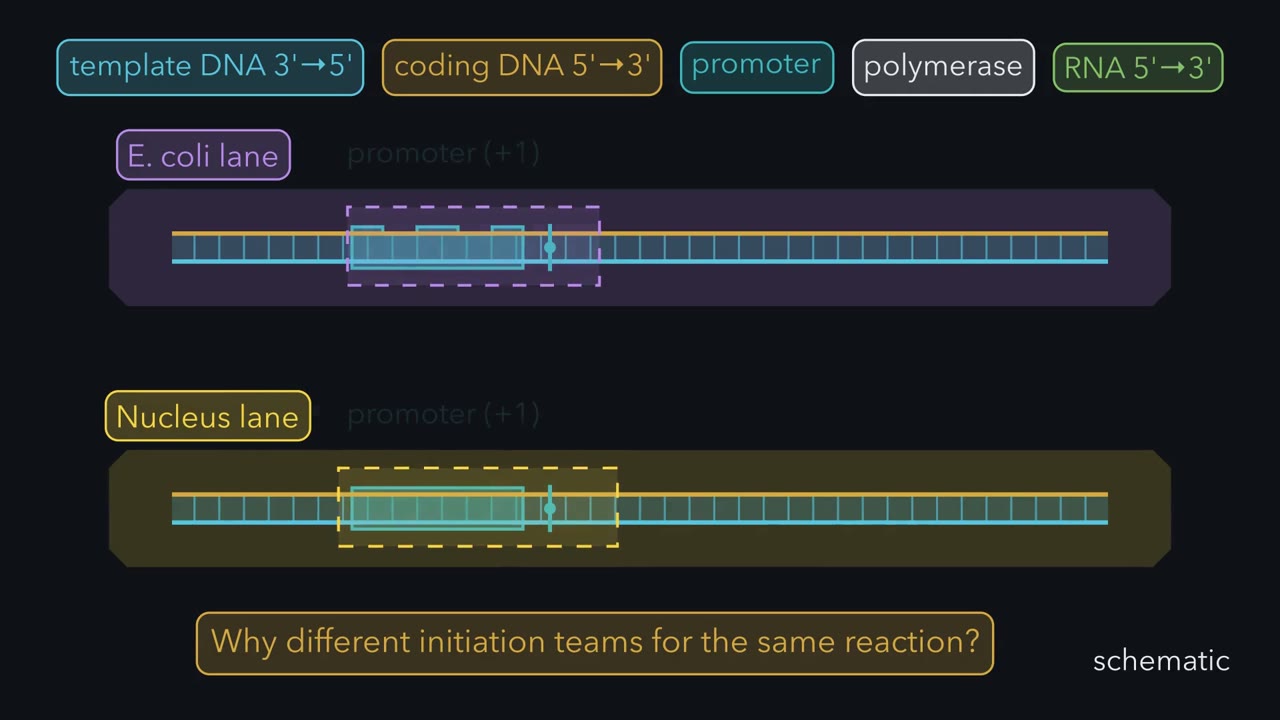 template DNA 3'→5'
coding DNA 5'→3'
promoter
polymerase
RNA 5'→3'
E. coli lane
promoter (+1)
Nucleus lane
promoter (+1)
Why different initiation teams for the same reaction?
schematic